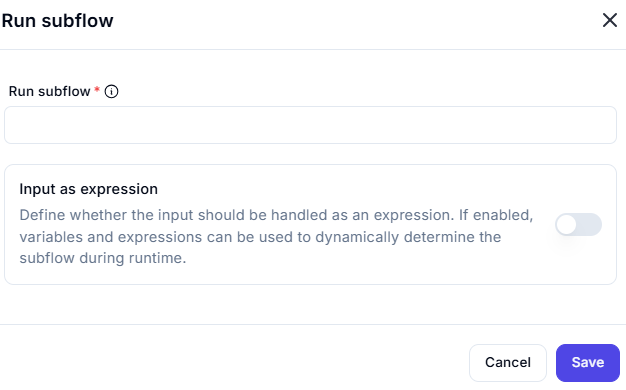 Run subflow
Run subflow *
Input as expression
Define whether the input should be handled as an expression. If enabled,
variables and expressions can be used to dynamically determine the
subflow during runtime.
Cancel
Save